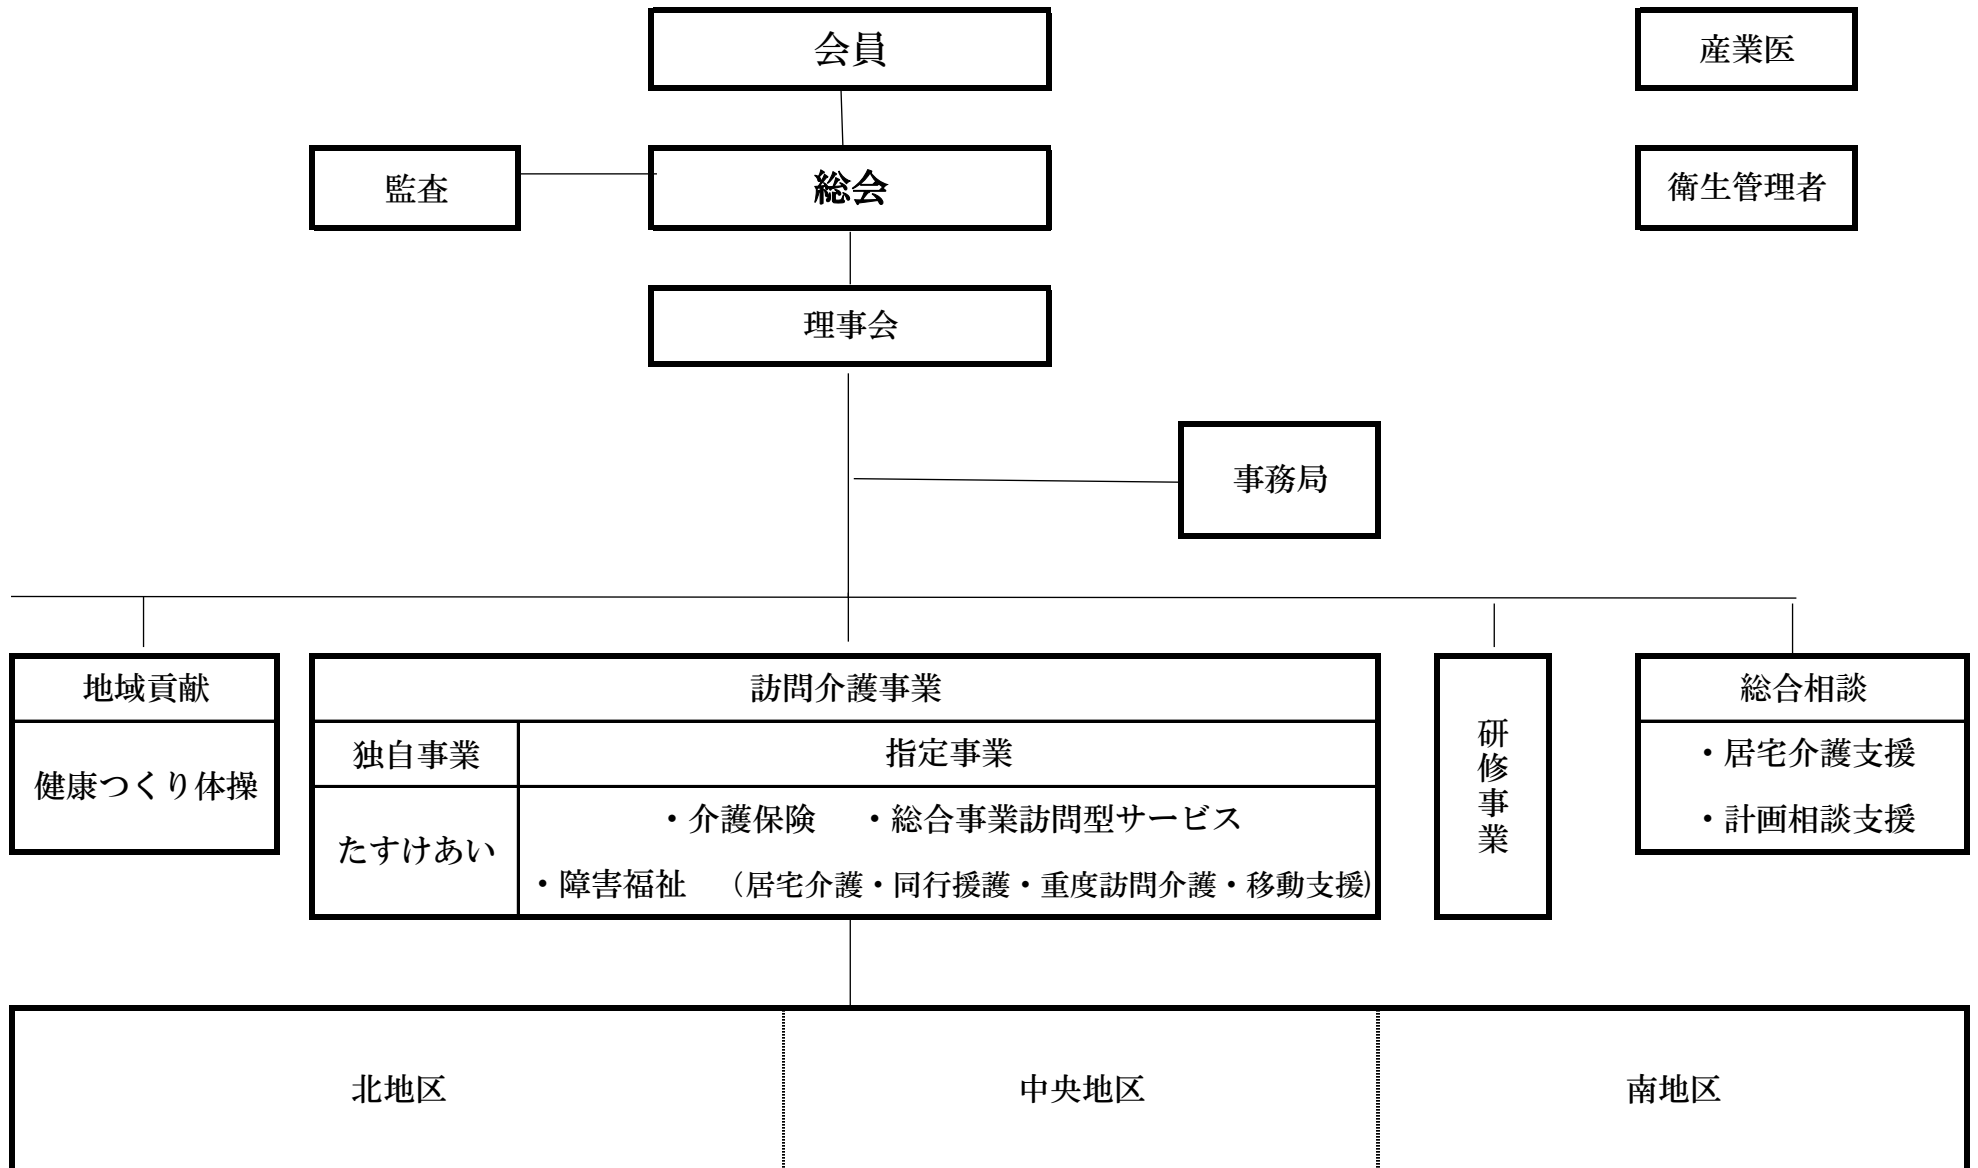 会員
産業医
監査
総会
衛生管理者
理事会
事務局
地域貢献
健康つくり体操
訪問介護事業
独自事業
指定事業
たすけあい
・介護保険　・総合事業訪問型サービス
・障害福祉　（居宅介護・同行援護・重度訪問介護・移動支援)
研修事業
総合相談
・居宅介護支援
・計画相談支援
北地区
中央地区
南地区